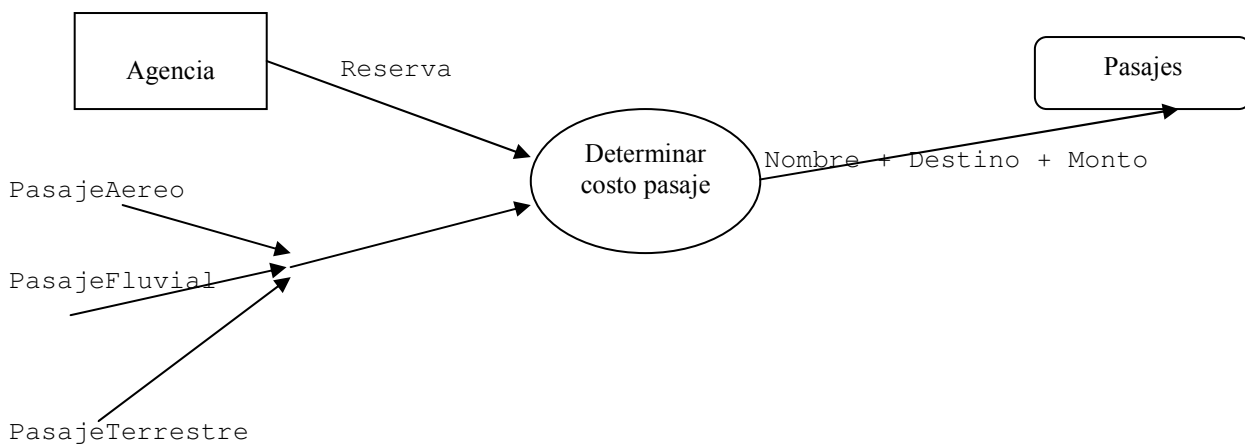 Agencia
Reserva
Pasajes
Determinar
costo pasaje
Nombre + Destino + Monto
PasajeAereo
PasajeFluvial
PasajeTerrestre